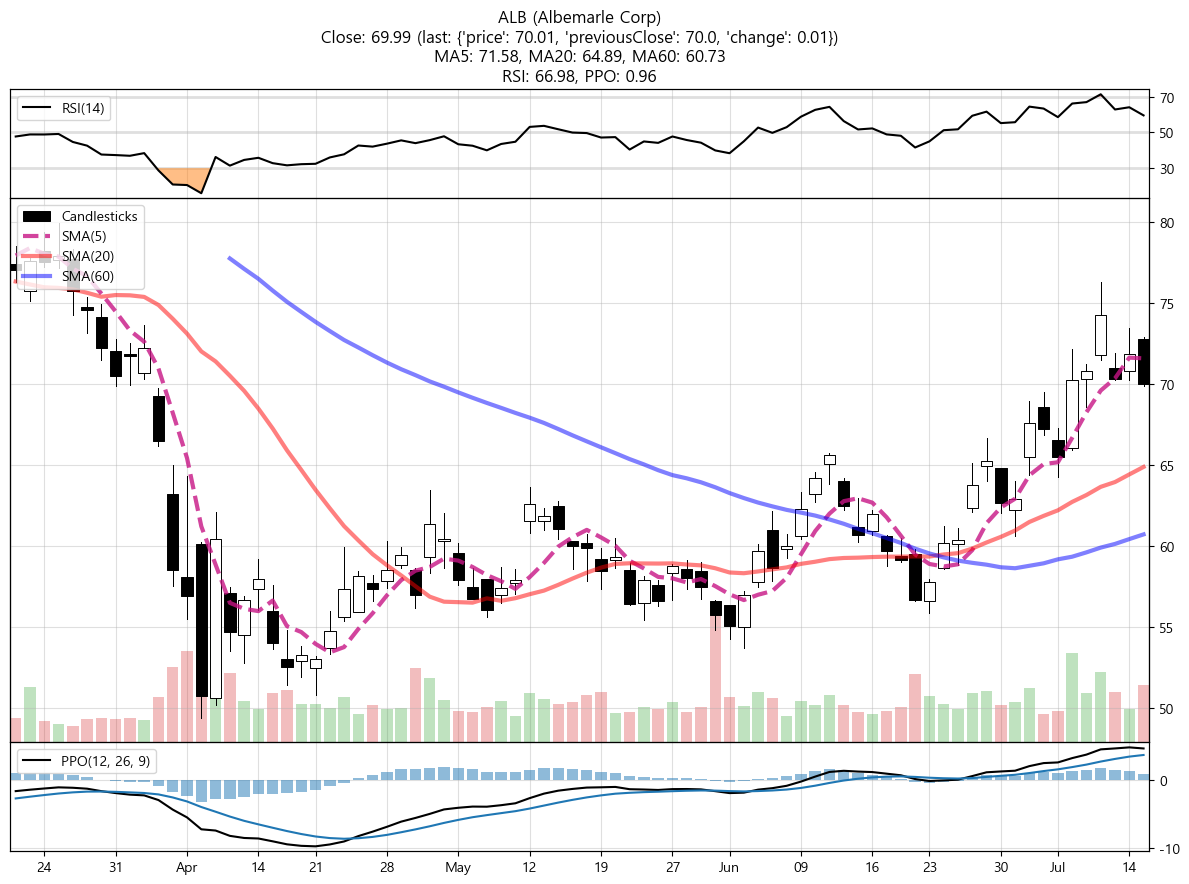 ALB (Albemarle Corp)
Close: 69.99 (last: {'price': 70.01, 'previousClose': 70.0, 'change': 0.01})
MA5: 71.58, MA20: 64.89, MA60: 60.73
RSI: 66.98, PPO: 0.96
RSI(14)
70
50
30
Candlesticks
SMA(5)
SMA(20)
SMA(60)
80
75
70
65
60
55
50
PPO(12, 26, 9)
0
-10
24 31 Apr 14 21 28 May 12 19 27 Jun 09 16 23 30 Jul 14